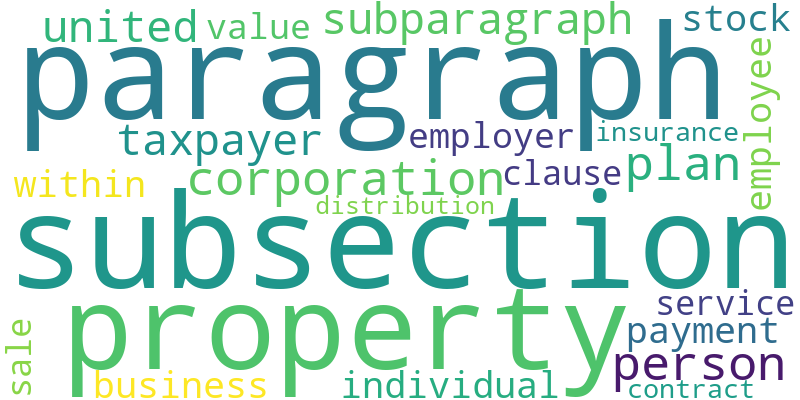 united value subparagraph stock
paragraph
employee
taxpayer employer insurance
within corporation clause plan
distribution
subsection
property
service
sale
payment
person
business individual contract